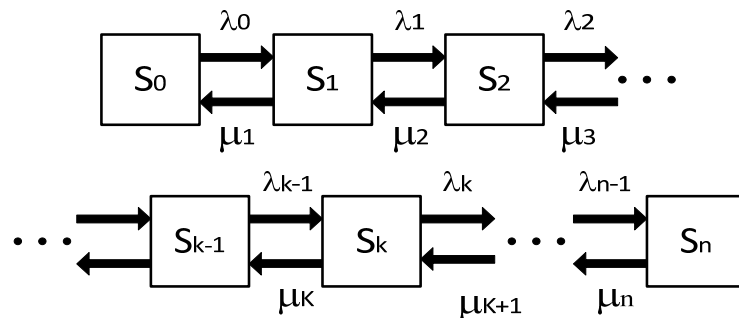 λ0 λ1 λ2
S0 S1 S2 ...
μ1 μ2 μ3
λk-1 λk λn-1
... Sk-1 Sk ... Sn
μK μK+1 μn